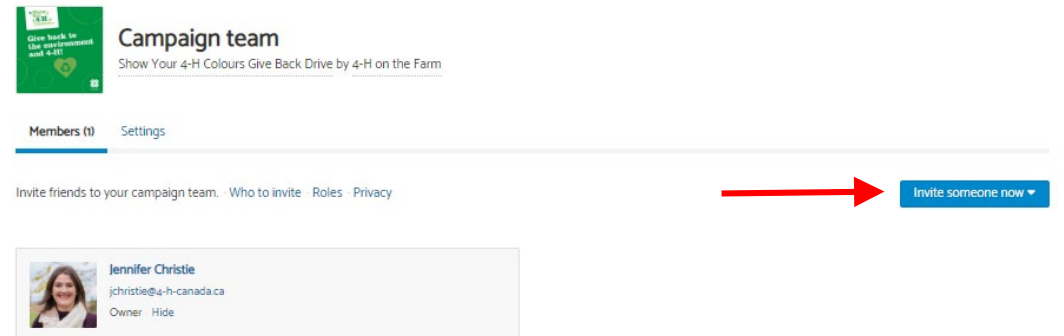 Give back to
the environment
and 4-H!
Campaign team
Show Your 4-H Colours Give Back Drive by 4-H on the Farm
Members (1) Settings
Invite friends to your campaign team. · Who to invite · Roles · Privacy
Invite someone now
Jennifer Christie
jchristie@4-h-canada.ca
Owner · Hide